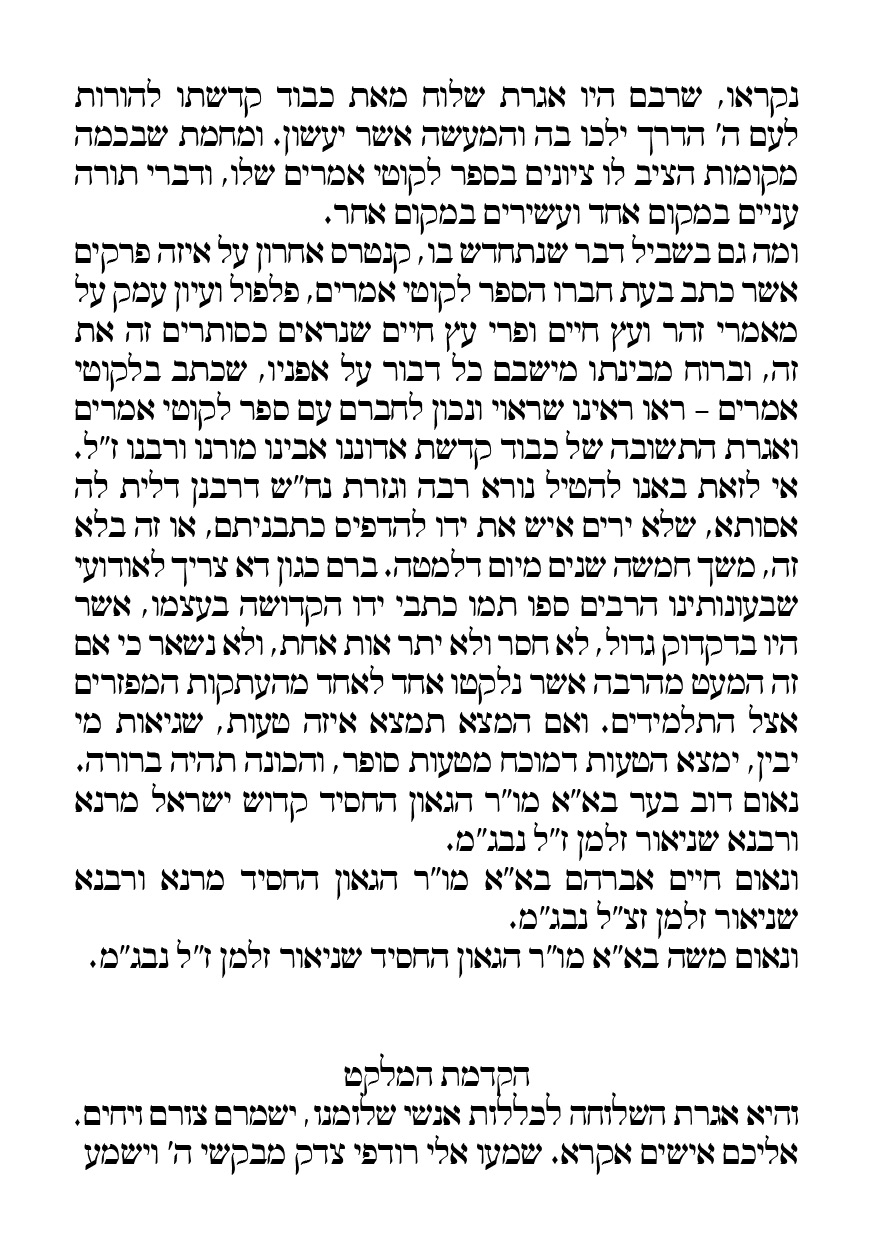 נקראו, שרבם היו אגרת שלוח מאת כבוד קדשתו להורות
לעם ה' הדרך ילכו בה והמעשה אשר יעשון. ומחמת שבכמה
מקומות הציב לו ציונים בספר לקוטי אמרים שלו, ודברי תורה
עניים במקום אחד ועשירים במקום אחר.
ומה גם בשביל דבר שנתחדש בו, קנטרס אחרון על איזה פרקים
אשר כתב בעת חברו הספר לקוטי אמרים, פלפול ועיון עמק על
מאמרי זהר ועץ חיים ופרי עץ חיים שנראים כסותרים זה את
זה, וברוח מבינתו מישבם כל דבור על אפניו, שכתב בלקוטי
אמרים – ראו ראינו שראוי ונכון לחברם עם ספר לקוטי אמרים
ואגרת התשובה של כבוד קדשת אדוננו אבינו מורנו ורבנו ז"ל.
אי לזאת באנו להטיל גורא רבה וגזרת נח"ש דרבנן דלית לה
אסותא, שלא ירים איש את ידו להדפיס כתבניתם, או זה בלא
זה, משך חמשה שנים מיום דלמטה. ברם כגון דא צריך לאודועי
שבעונותינו הרבים ספו תמו כתבי ידו הקדושה בעצמו, אשר
היו בדקדוק גדול, לא חסר ולא יתר אות אחת, ולא נשאר כי אם
זה המעט מהרבה אשר נלקטו אחד לאחד מהעתקות המפזרים
אצל התלמידים. ואם המצא תמצא איזה טעות, שגיאות מי
יבין, ימצא הטעות דמוכח מטעות סופר, והכונה תהיה ברורה.
נאום דוב בער בא"א מו"ר הגאון החסיד קדוש ישראל מרנא
ורבנא שניאור זלמן ז"ל נבג"מ.
ונאום חיים אברהם בא"א מו"ר הגאון החסיד מרנא ורבנא
שניאור זלמן זצ"ל נבג"מ.
ונאום משה בא"א מו"ר הגאון החסיד שניאור זלמן ז"ל נבג"מ.
הקדמת המלקט
והיא אגרת השלוחה לכללות אנשי שלומנו, ישמרם צורם ויחים.
אליכם אישים אקרא. שמעו אלי רודפי צדק מבקשי ה' וישמע